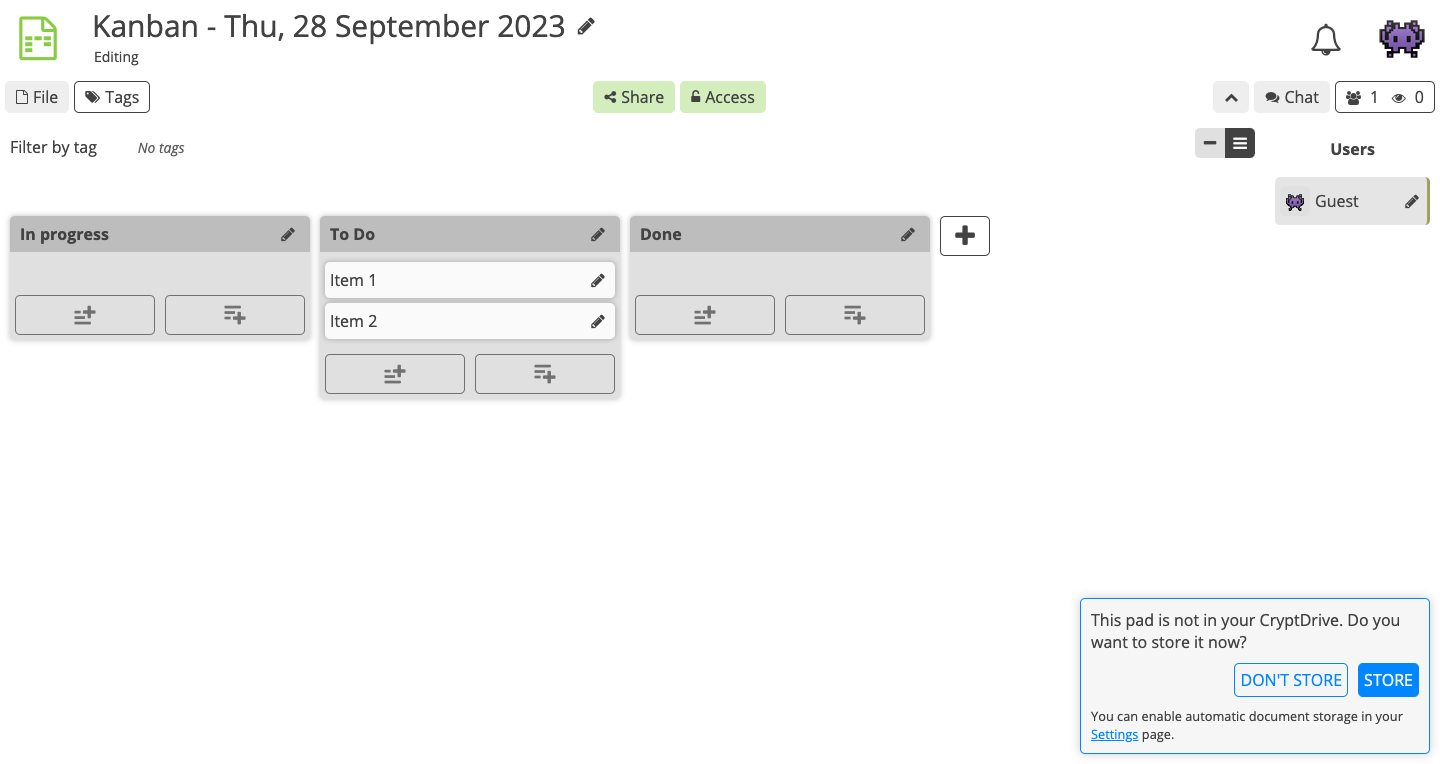 Kanban - Thu, 28 September 2023
Editing
File
Tags
Share
Access
Chat
1
0
Filter by tag
No tags
Users
Guest
In progress
To Do
Done
Item 1
Item 2
This pad is not in your CryptDrive. Do you
want to store it now?
DON'T STORE
STORE
You can enable automatic document storage in your
Settings page.